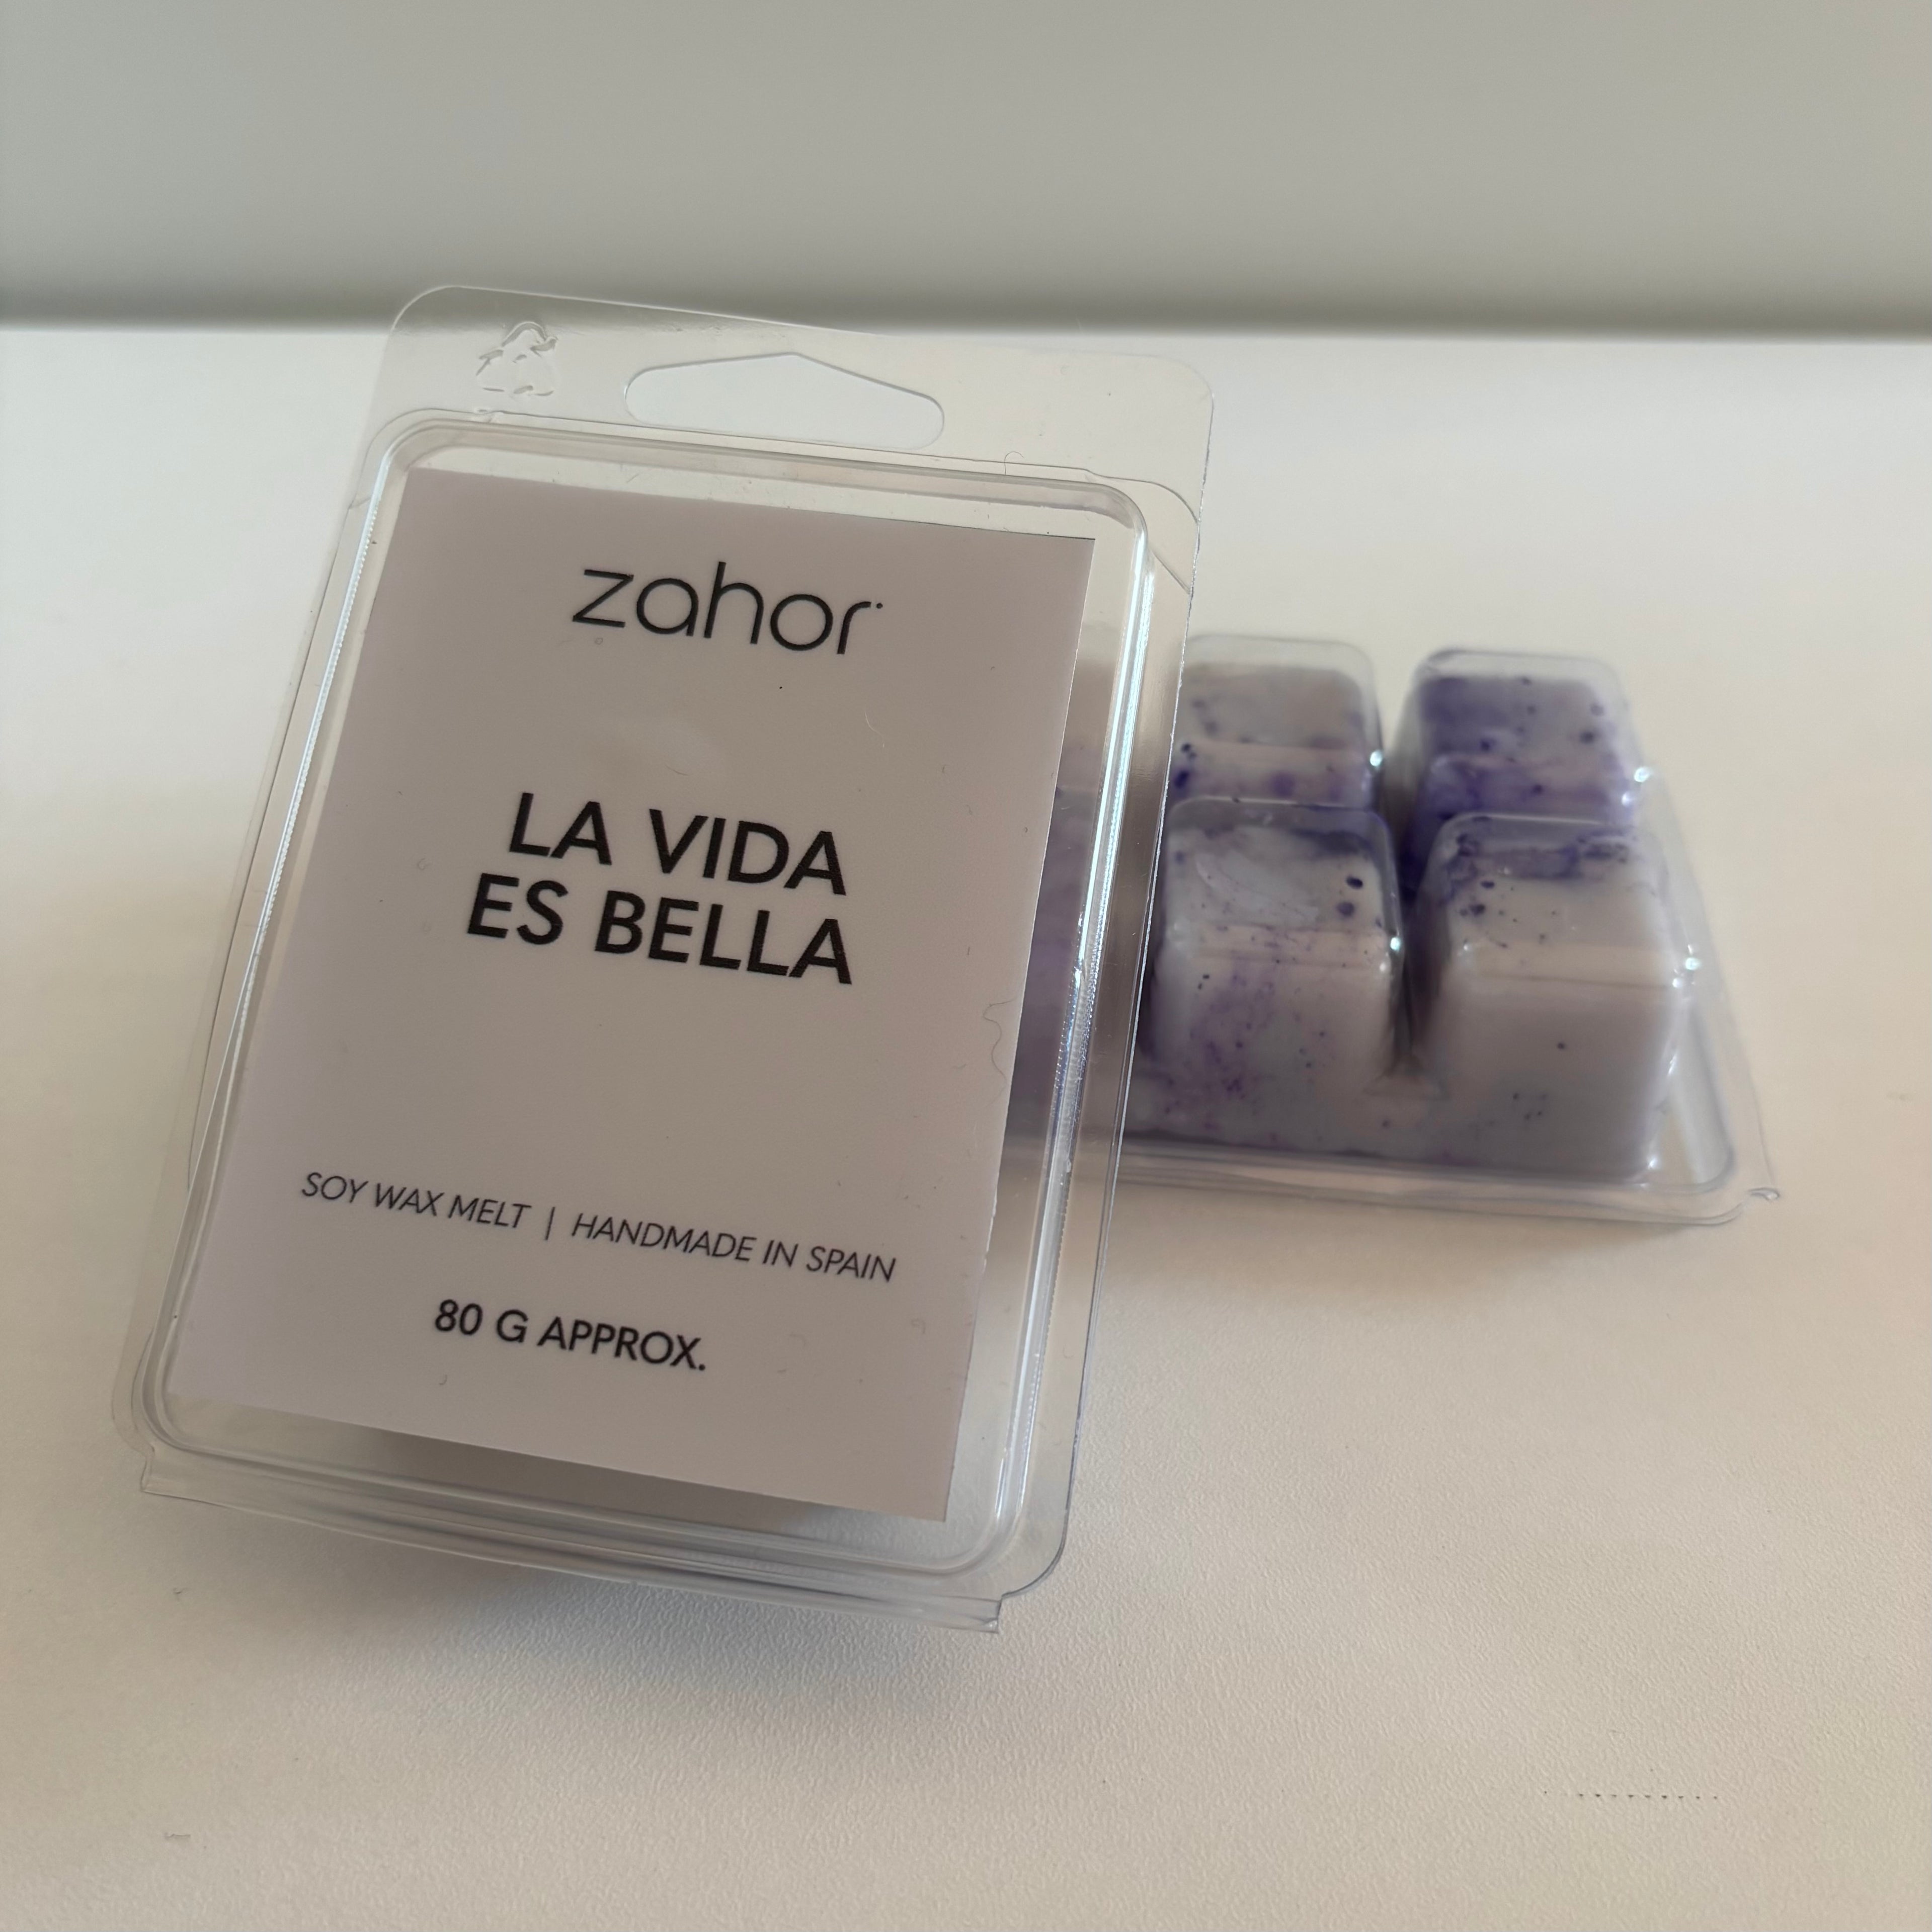 zahor
LA VIDA
ES BELLA
SOY WAX MELT | HANDMADE IN SPAIN
80 G APPROX.